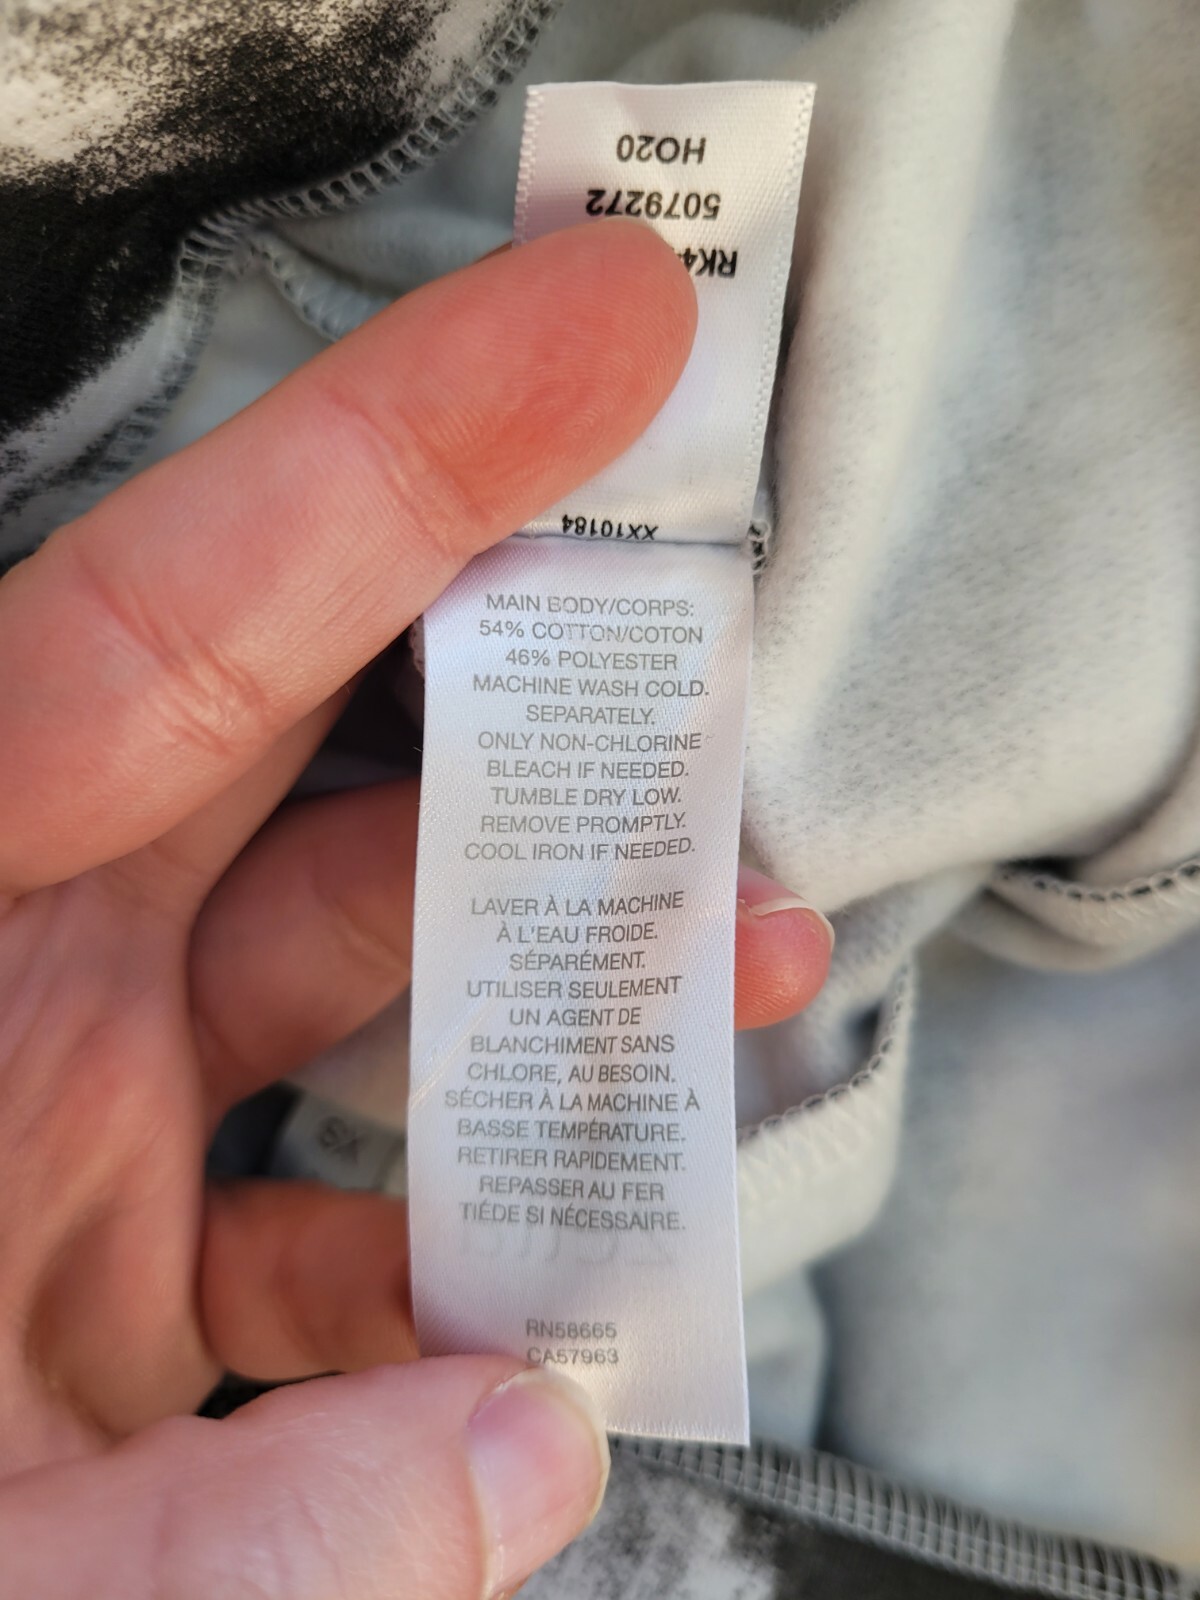 HO20
5079272
XX10184
MAIN BODY/CORPS:
54% COTTON/COTON
46% POLYESTER
MACHINE WASH COLD.
SEPARATELY.
ONLY NON-CHLORINE
BLEACH IF NEEDED.
TUMBLE DRY LOW.
REMOVE PROMPTLY.
COOL IRON IF NEEDED.
LAVER À LA MACHINE
À L'EAU FROIDE.
SÉPARÉMENT.
UTILISER SEULEMENT
UN AGENT DE
BLANCHIMENT SANS
CHLORE, AU BESOIN.
SÉCHER À LA MACHINE À
BASSE TEMPÉRATURE.
RETIRER RAPIDEMENT.
REPASSER AU FER
TIÉDE SI NÉCESSAIRE.
RN58665
CA57963
XS